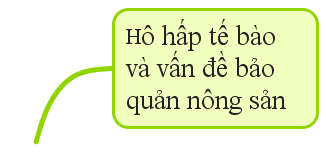 Hô hấp tế bào
và vấn đề bảo
quản nông sản